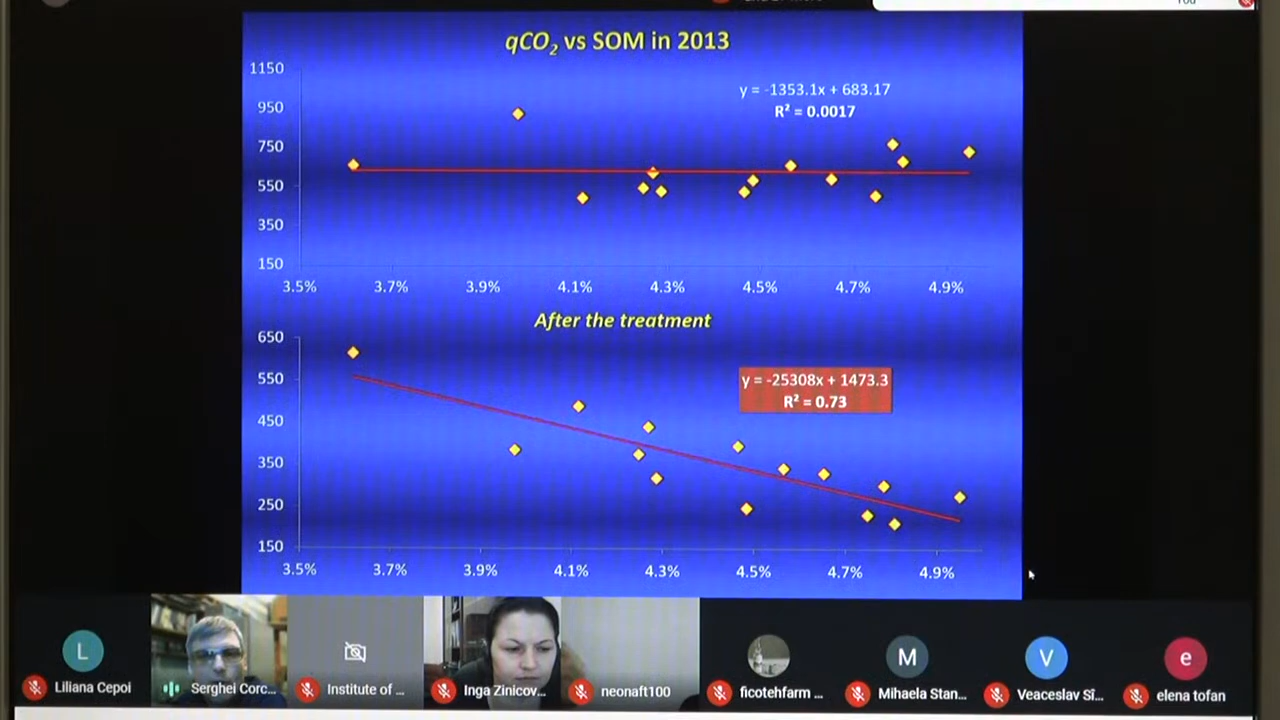 You
qCO2 vs SOM in 2013
1150
950
750
550
350
150
y = -1353.1x + 683.17
R² = 0.0017
3.5% 3.7% 3.9% 4.1% 4.3% 4.5% 4.7% 4.9%
After the treatment
650
550
450
350
250
150
y = -25308x + 1473.3
R² = 0.73
3.5% 3.7% 3.9% 4.1% 4.3% 4.5% 4.7% 4.9%
L
M
V
e
Liliana Cepoi
Serghei Corc...
Institute of ...
Inga Zinicov...
neonaft100
ficotehfarm ...
Mihaela Stan...
Veaceslav Sî...
elena tofan